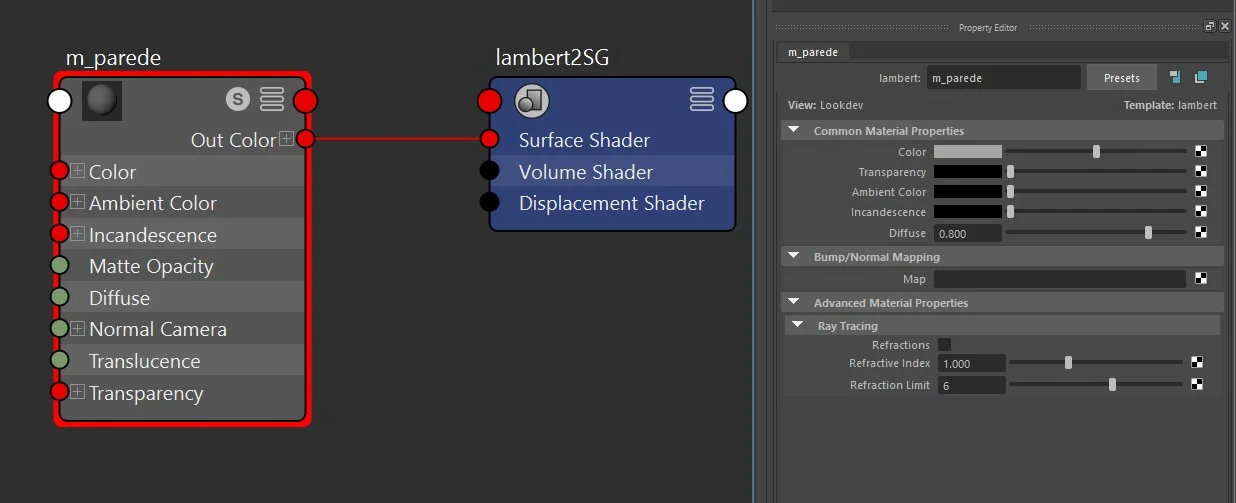 m_parede
S
Out Color
Color
Ambient Color
Incandescence
Matte Opacity
Diffuse
Normal Camera
Translucence
Transparency
lambert2SG
Surface Shader
Volume Shader
Displacement Shader
Property Editor
m_parede
lambert: m_parede Presets
View: Lookdev Template: lambert
Common Material Properties
Color
Transparency
Ambient Color
Incandescence
Diffuse 0.800
Bump/Normal Mapping
Map
Advanced Material Properties
Ray Tracing
Refractions
Refractive Index 1.000
Refraction Limit 6